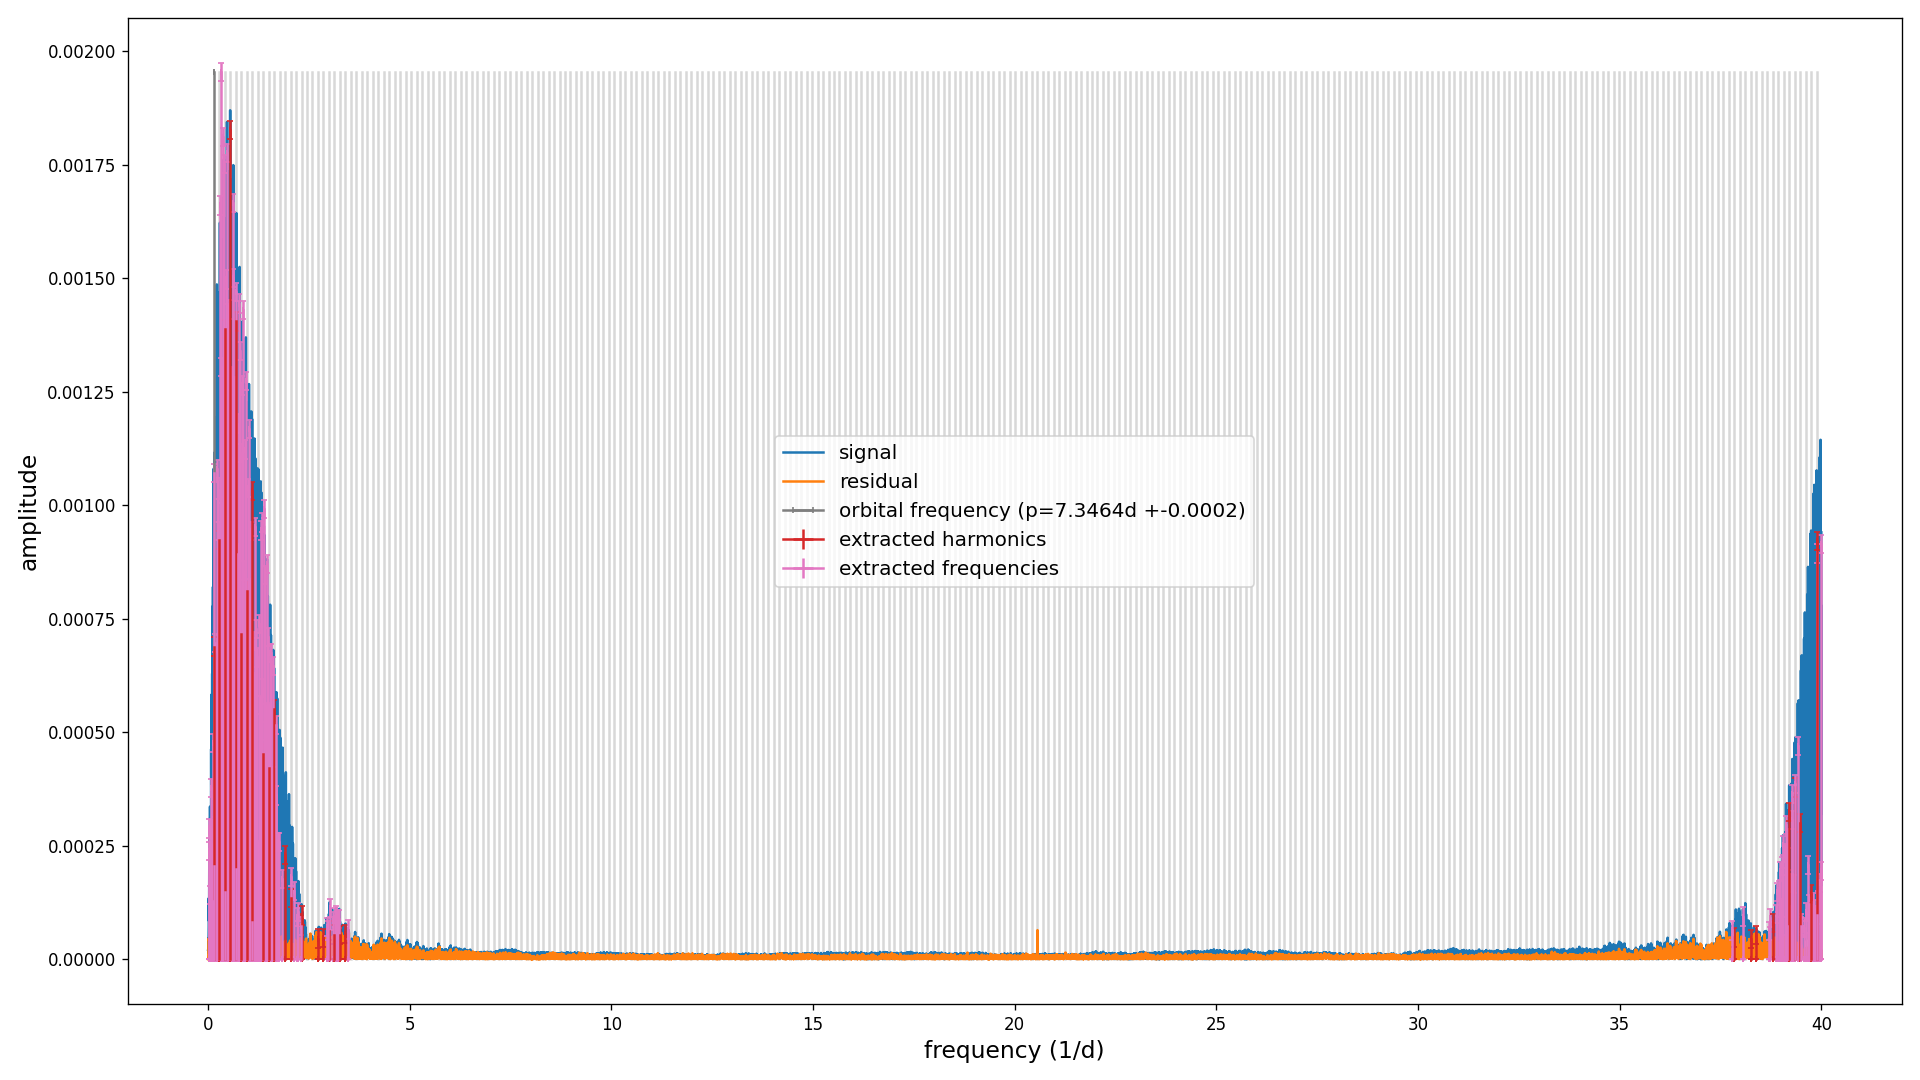 0.00200
0.00175
0.00150
0.00125
0.00100
0.00075
0.00050
0.00025
0.00000
amplitude
signal
residual
orbital frequency (p=7.3464d +-0.0002)
extracted harmonics
extracted frequencies
0 5 10 15 20 25 30 35 40
frequency (1/d)